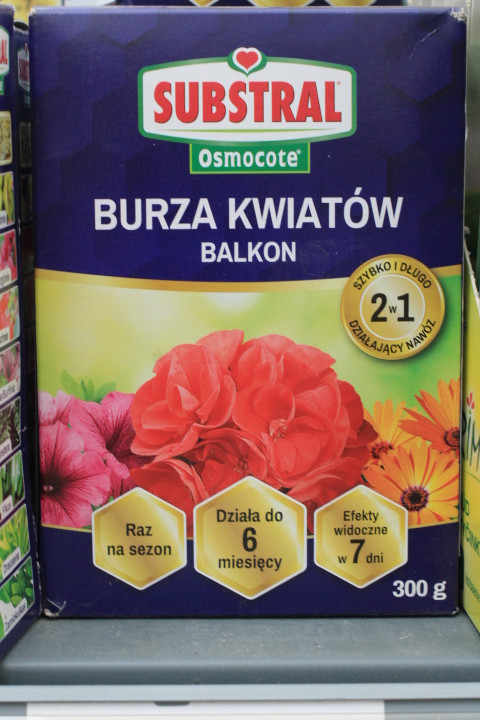 SUBSTRAL
Osmocote®
BURZA KWIATÓW
BALKON
SZYBKO I DŁUGO
2w1
DZIAŁAJĄCY NAWÓZ
Raz
na sezon
Działa do
6
miesięcy
Efekty
widoczne
w 7 dni
300 g